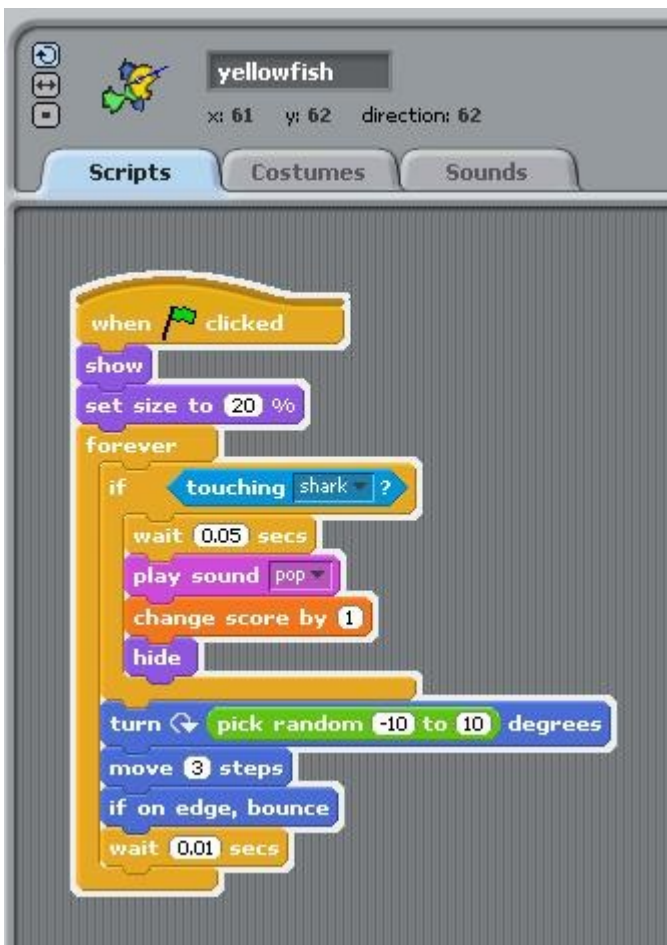 yellowfish
x: 61 y: 62 direction: 62
Scripts Costumes Sounds
when clicked
show
set size to 20 %
forever
if touching shark ?
wait 0.05 secs
play sound pop
change score by 1
hide
turn pick random -10 to 10 degrees
move 3 steps
if on edge, bounce
wait 0.01 secs